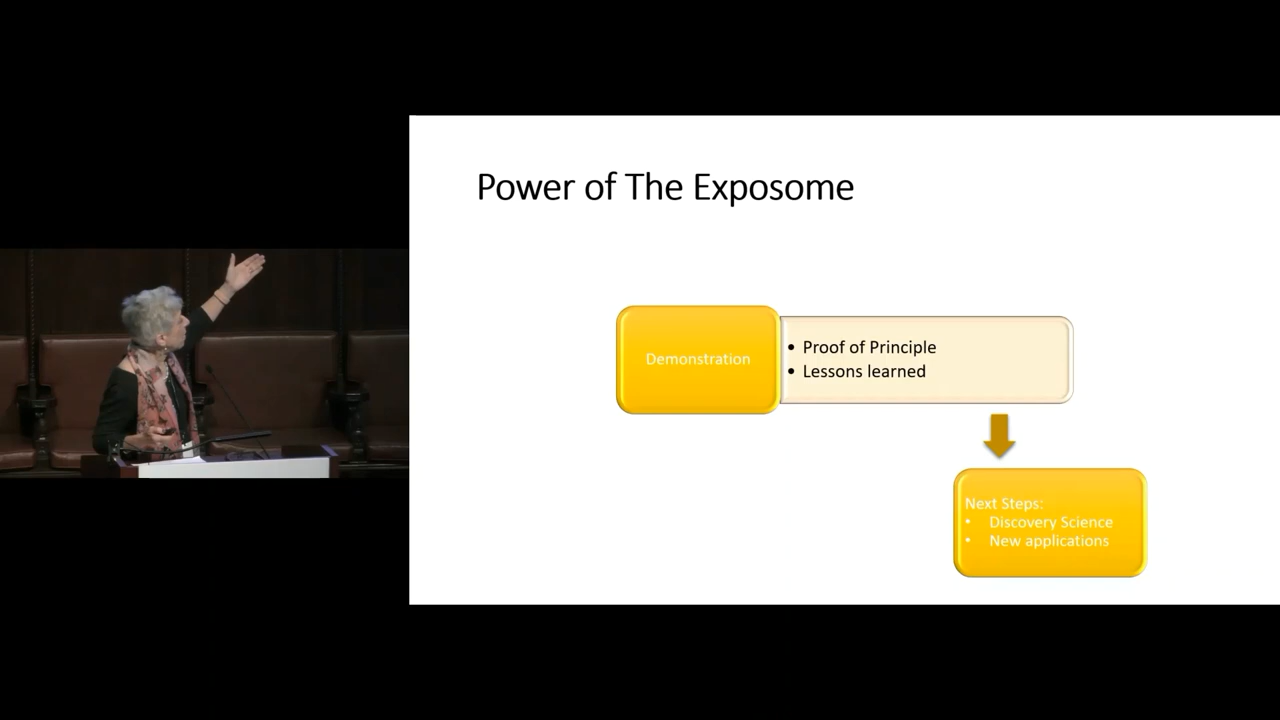 Power of The Exposome
Demonstration
• Proof of Principle
• Lessons learned
Next Steps:
• Discovery Science
• New applications